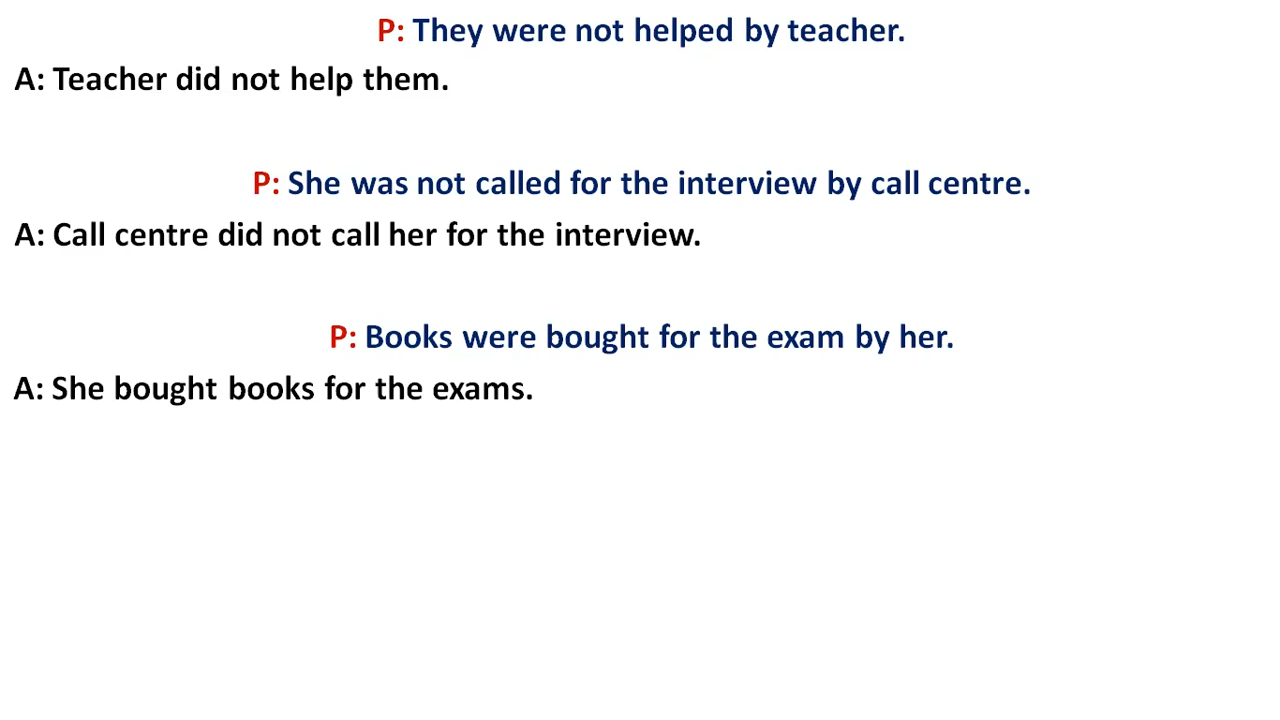 P: They were not helped by teacher.
A: Teacher did not help them.
P: She was not called for the interview by call centre.
A: Call centre did not call her for the interview.
P: Books were bought for the exam by her.
A: She bought books for the exams.